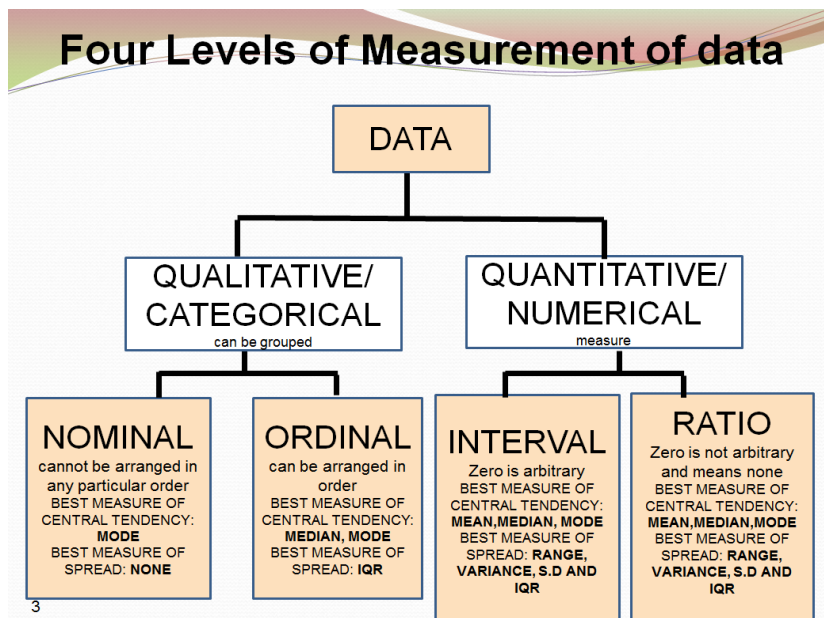 Four Levels of Measurement of data
DATA
QUALITATIVE/
CATEGORICAL
can be grouped
QUANTITATIVE/
NUMERICAL
measure
NOMINAL
cannot be arranged in
any particular order
BEST MEASURE OF
CENTRAL TENDENCY:
MODE
BEST MEASURE OF
SPREAD: NONE
ORDINAL
can be arranged in
order
BEST MEASURE OF
CENTRAL TENDENCY:
MEDIAN, MODE
BEST MEASURE OF
SPREAD: IQR
INTERVAL
Zero is arbitrary
BEST MEASURE OF
CENTRAL TENDENCY:
MEAN,MEDIAN, MODE
BEST MEASURE OF
SPREAD: RANGE,
VARIANCE, S.D AND
IQR
RATIO
Zero is not arbitrary
and means none
BEST MEASURE OF
CENTRAL TENDENCY:
MEAN,MEDIAN,MODE
BEST MEASURE OF
SPREAD: RANGE,
VARIANCE, S.D AND
IQR
3